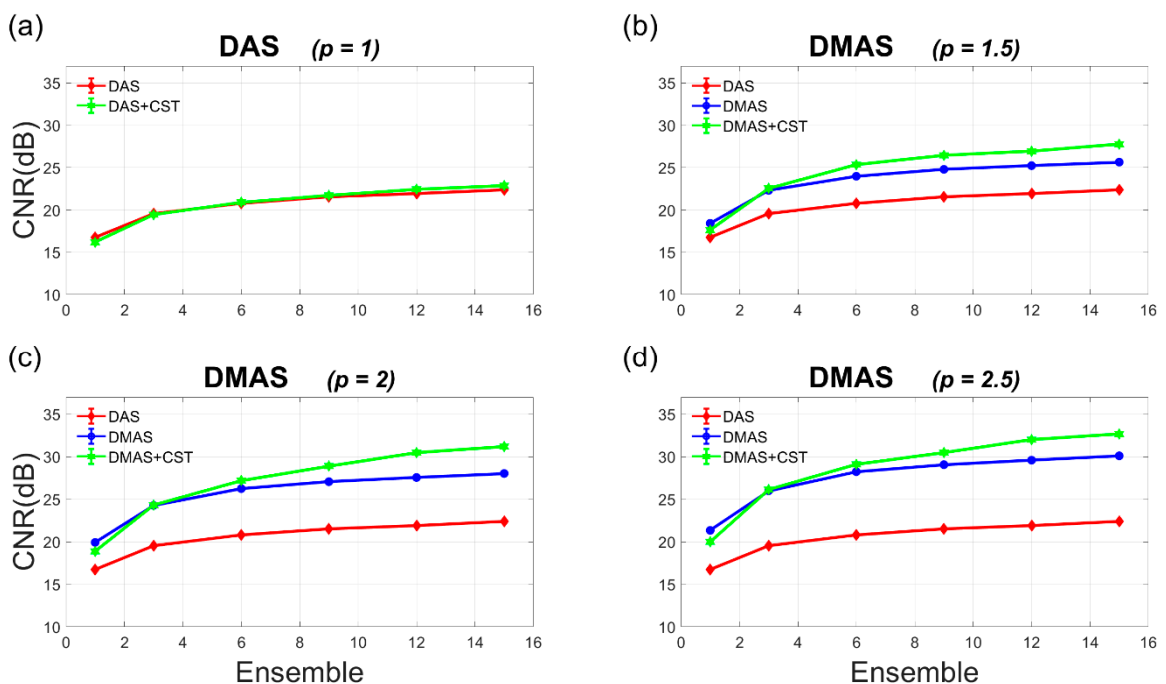 (a)
DAS (p = 1)
35
30
25
20
15
10
CNR(dB)
DAS
DAS+CST
0 2 4 6 8 10 12 14 16
(b)
DMAS (p = 1.5)
35
30
25
20
15
10
CNR(dB)
DAS
DMAS
DMAS+CST
0 2 4 6 8 10 12 14 16
(c)
DMAS (p = 2)
35
30
25
20
15
10
CNR(dB)
DAS
DMAS
DMAS+CST
0 2 4 6 8 10 12 14 16
Ensemble
(d)
DMAS (p = 2.5)
35
30
25
20
15
10
CNR(dB)
DAS
DMAS
DMAS+CST
0 2 4 6 8 10 12 14 16
Ensemble